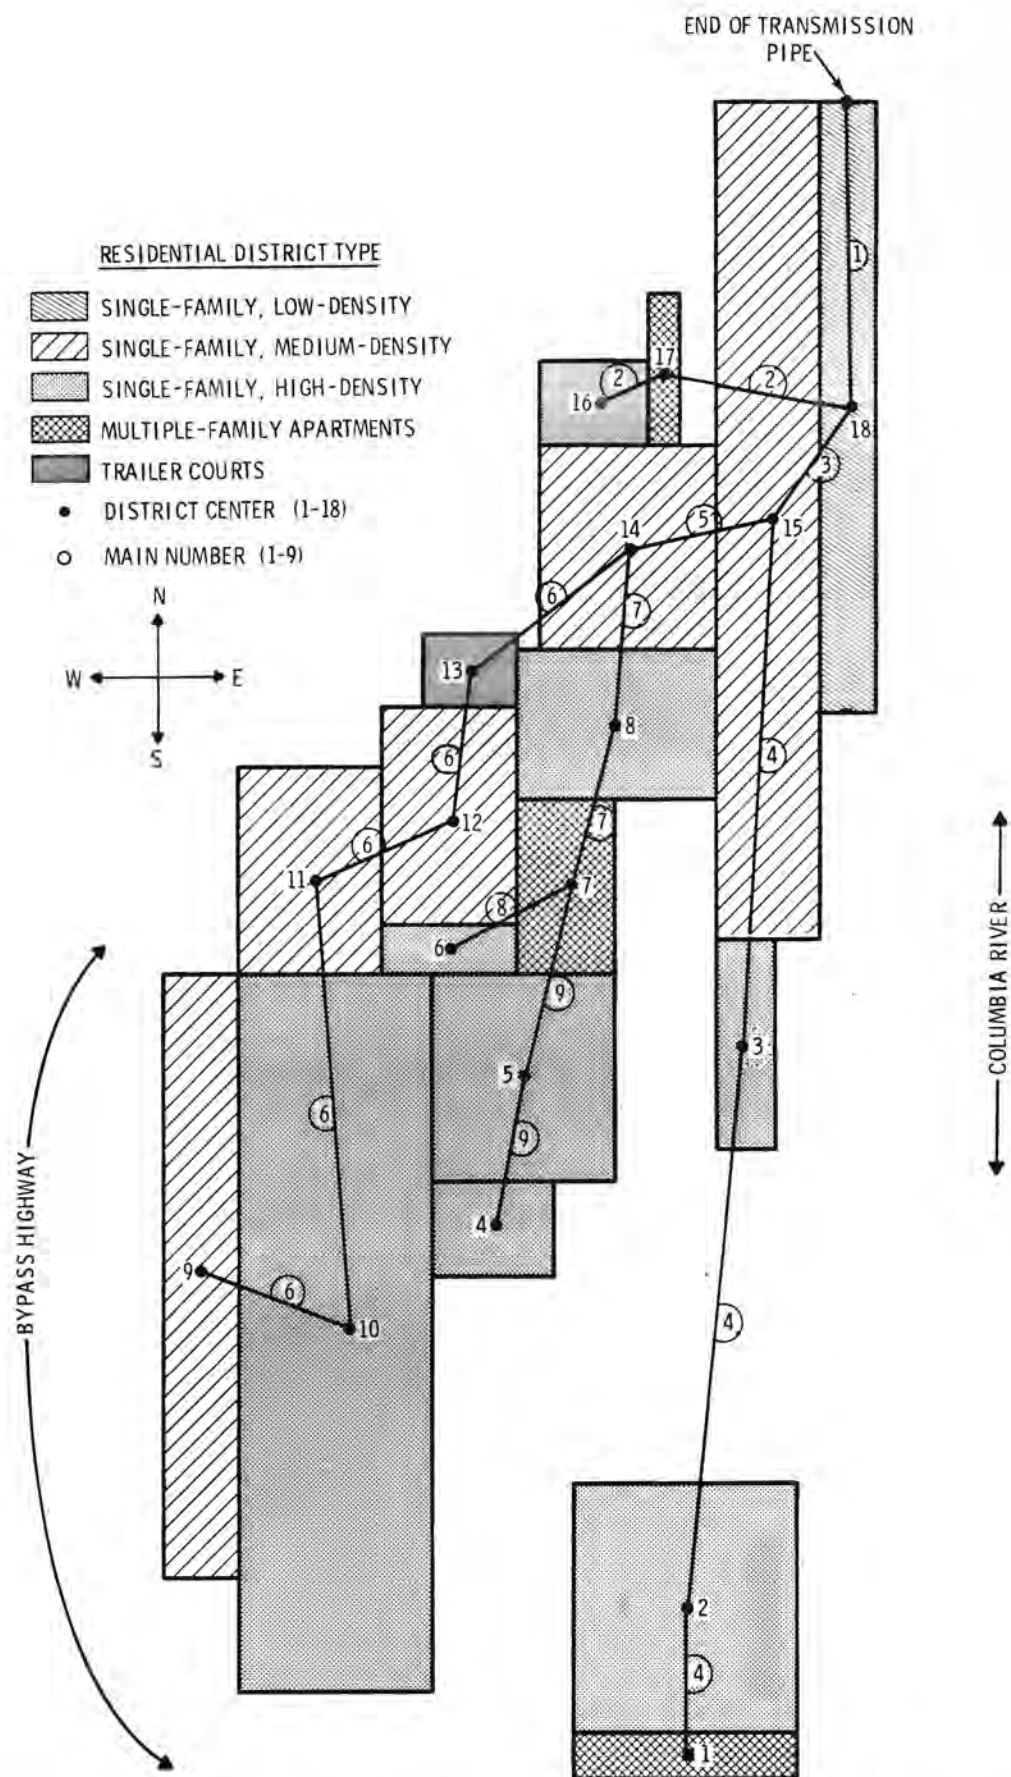 END OF TRANSMISSION
PIPE
RESIDENTIAL DISTRICT TYPE
SINGLE-FAMILY, LOW-DENSITY
SINGLE-FAMILY, MEDIUM-DENSITY
SINGLE-FAMILY, HIGH-DENSITY
MULTIPLE-FAMILY APARTMENTS
TRAILER COURTS
DISTRICT CENTER (1-18)
MAIN NUMBER (1-9)
N
W E
S
1
17
2
2
16
18
3
5
15
14
6
7
13
8
4
6
12
7
6
11
7
8
6
9
3
5
6
9
4
9
6
10
4
2
4
1
BYPASS HIGHWAY
COLUMBIA RIVER